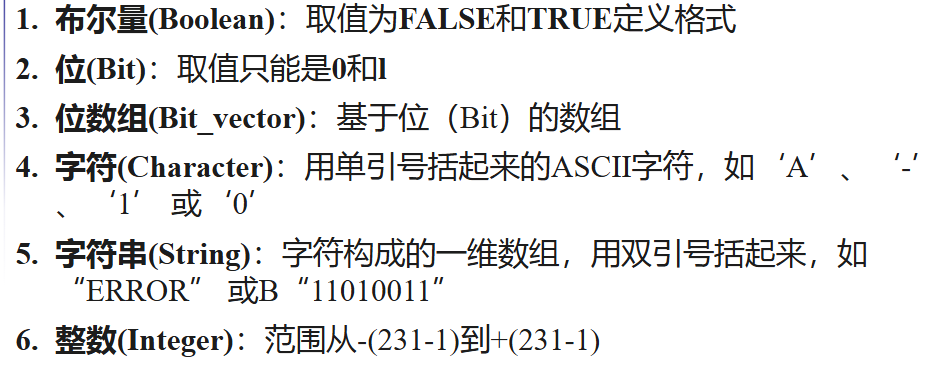 1. 布尔量(Boolean)：取值为FALSE和TRUE定义格式
2. 位(Bit)：取值只能是0和l
3. 位数组(Bit_vector)：基于位（Bit）的数组
4. 字符(Character)：用单引号括起来的ASCII字符，如‘A’、‘-’
、‘1’ 或‘0’
5. 字符串(String)：字符构成的一维数组，用双引号括起来，如
“ERROR” 或B“11010011”
6. 整数(Integer)：范围从-(231-1)到+(231-1)